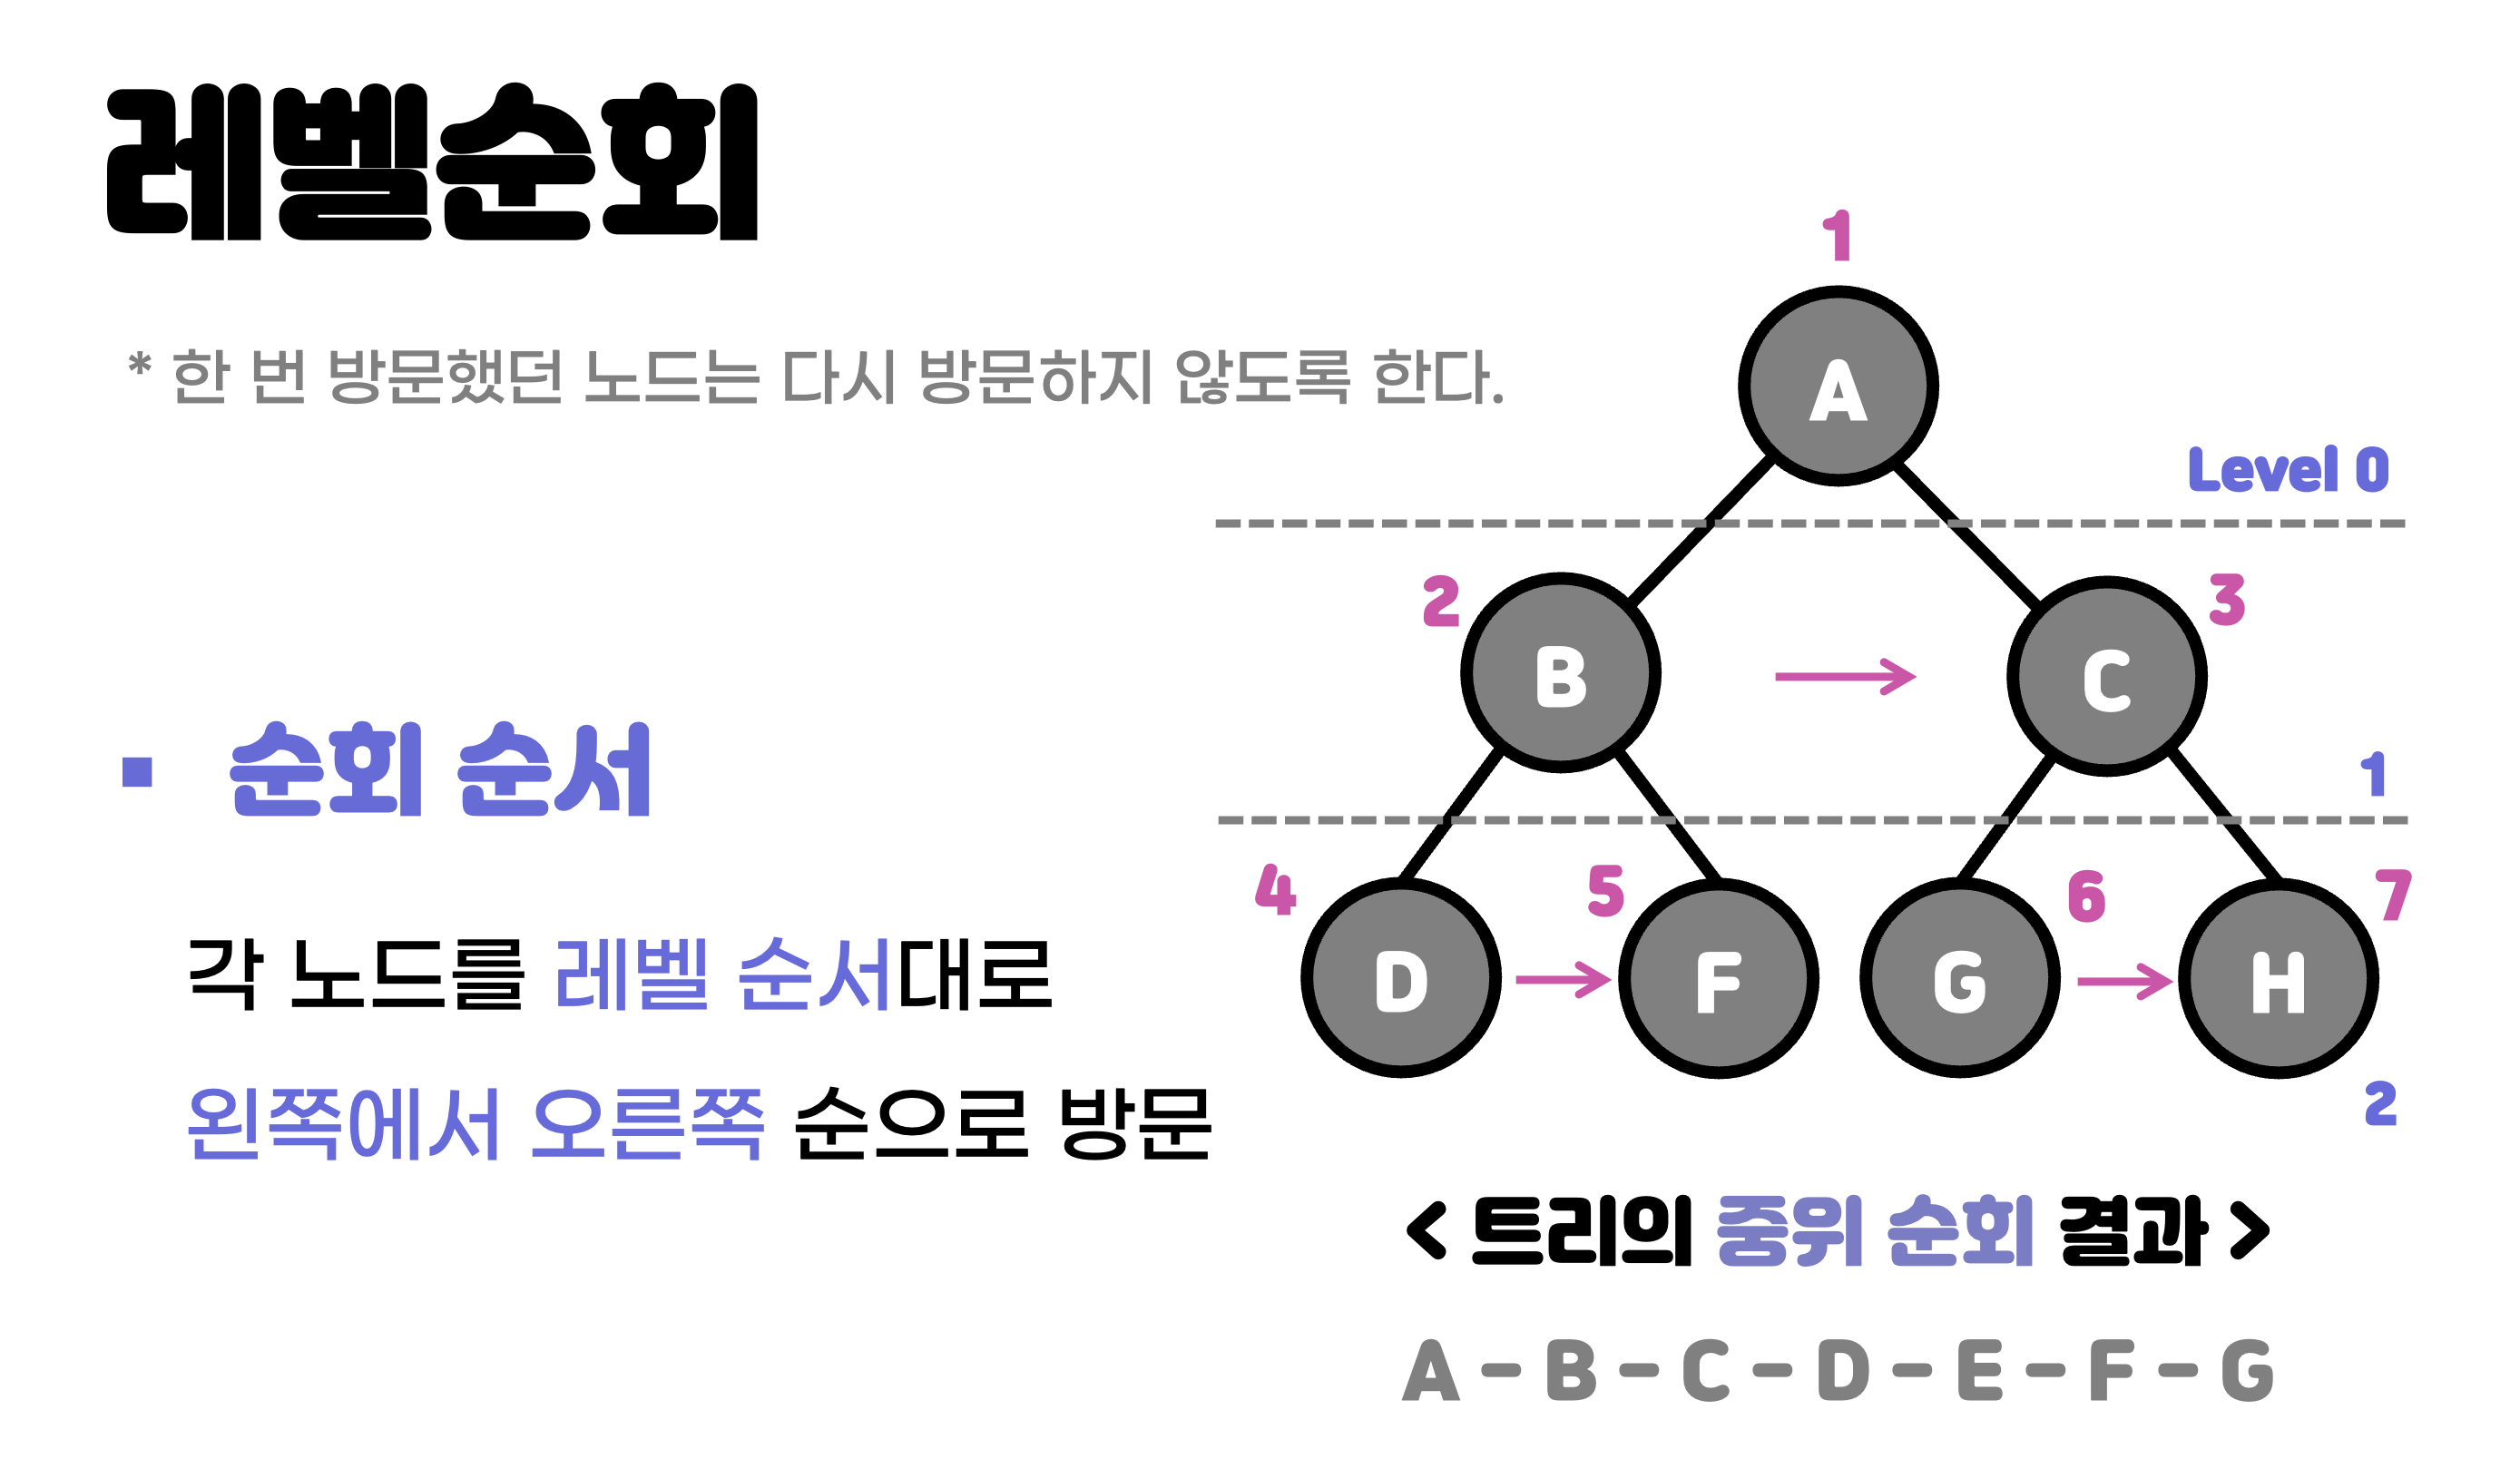 레벨순회
* 한 번 방문했던 노드는 다시 방문하지 않도록 한다.
▪ 순회 순서
각 노드를 레벨 순서대로
왼쪽에서 오른쪽 순으로 방문
1
A
Level 0
2
3
B
C
1
4
5
6
7
D
F
G
H
2
<트리의 중위 순회 결과>
A-B-C-D-E-F-G